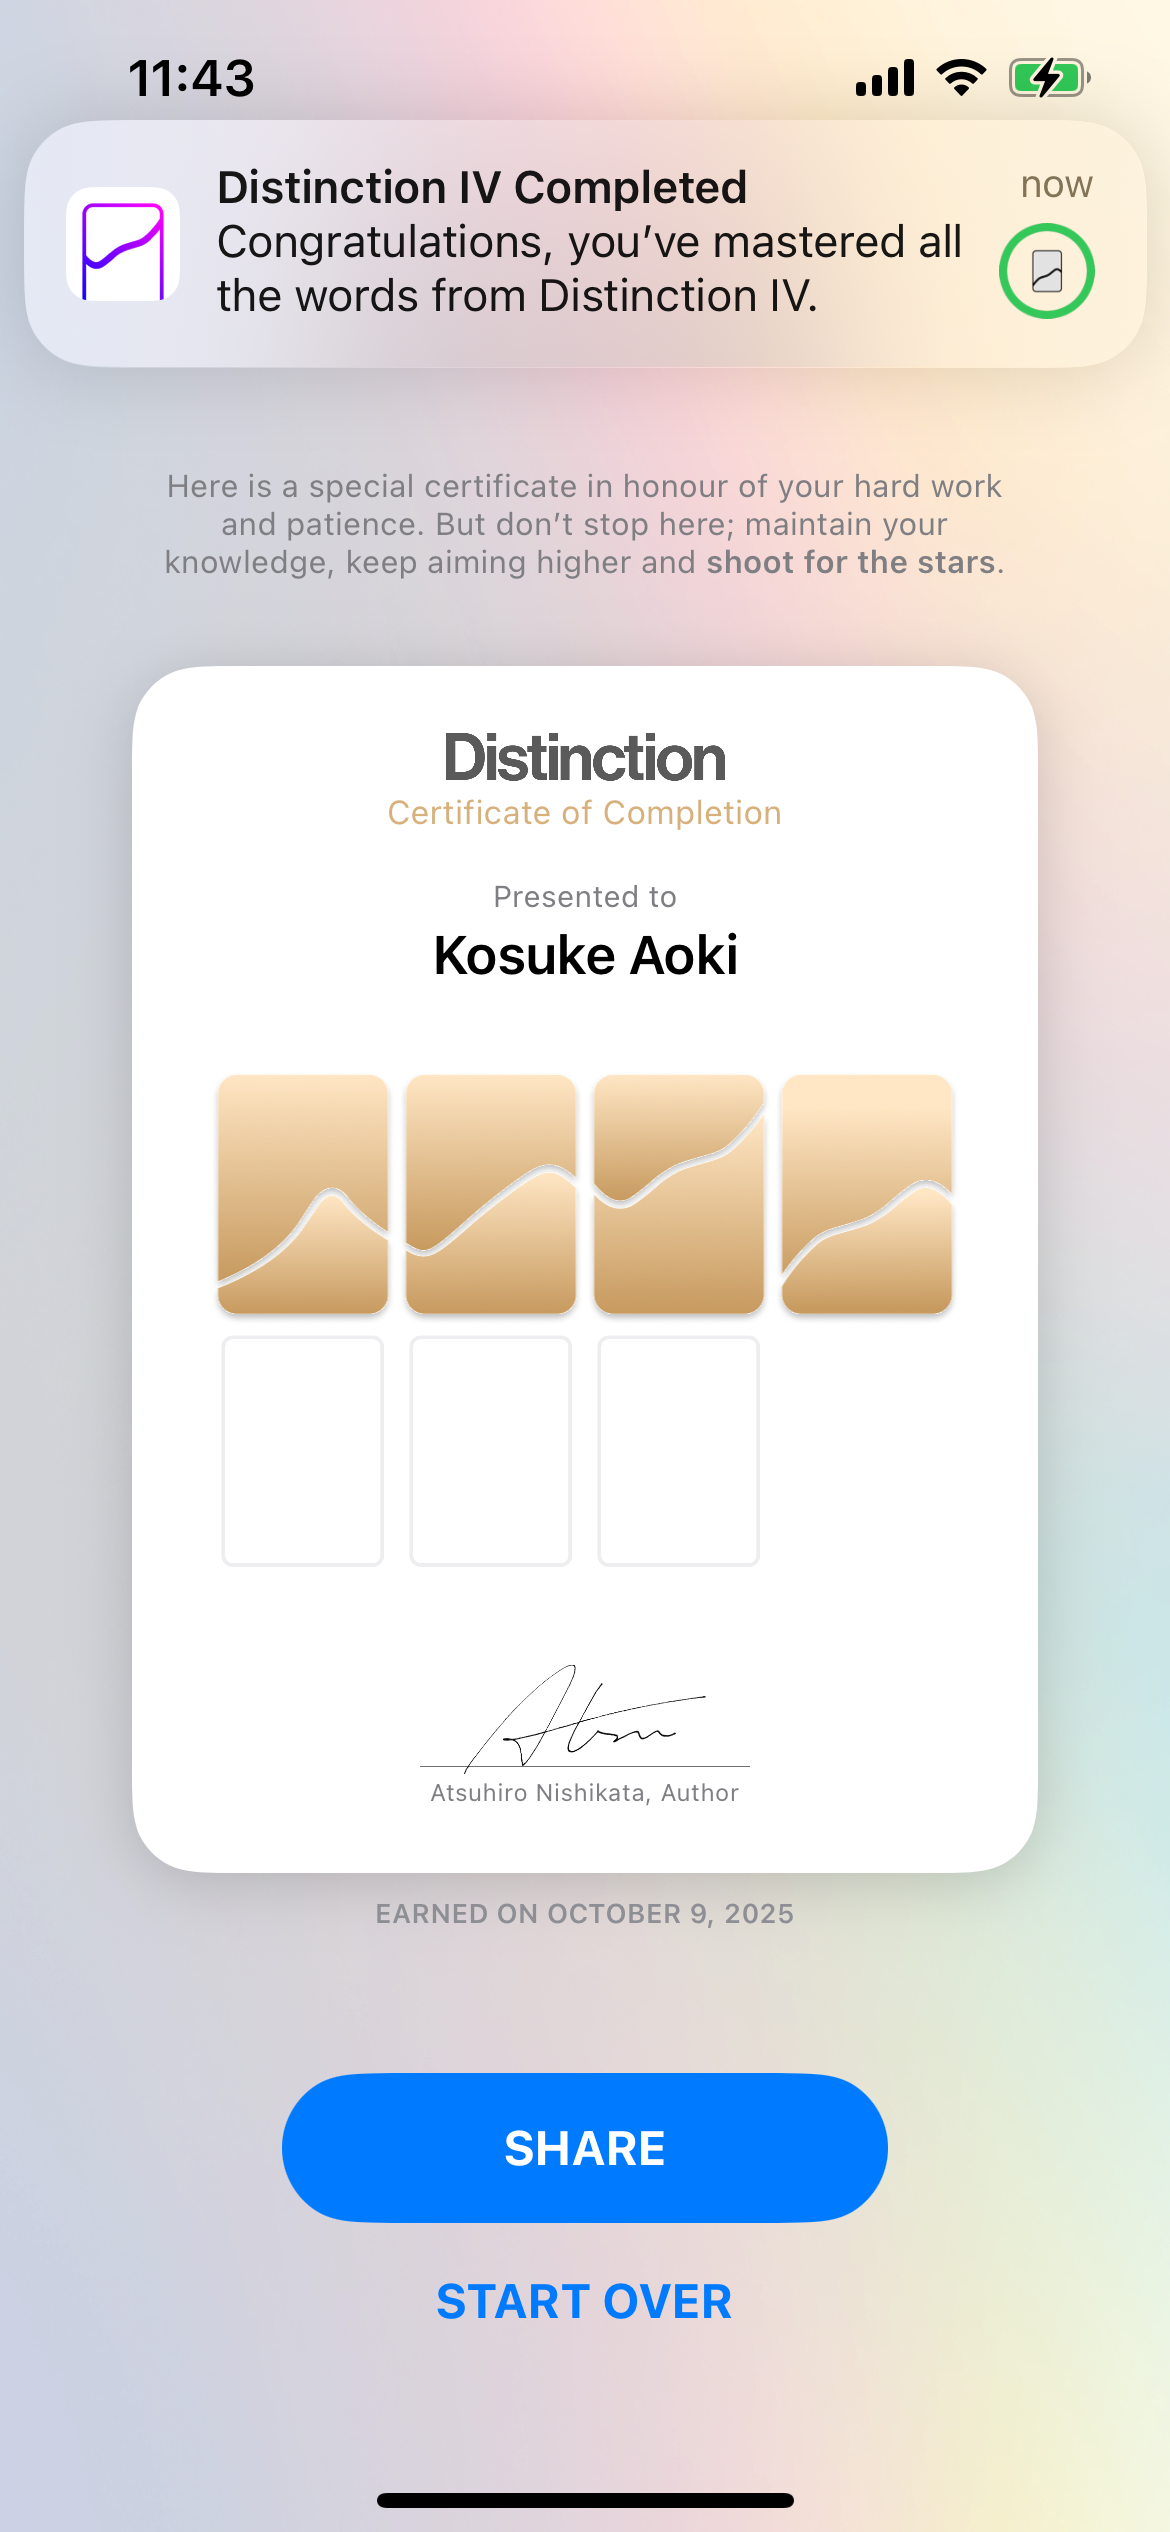 11:43
Distinction IV Completed
now
Congratulations, you’ve mastered all
the words from Distinction IV.
Here is a special certificate in honour of your hard work
and patience. But don’t stop here; maintain your
knowledge, keep aiming higher and shoot for the stars.
Distinction
Certificate of Completion
Presented to
Kosuke Aoki
Atsuhiro Nishikata, Author
EARNED ON OCTOBER 9, 2025
SHARE
START OVER